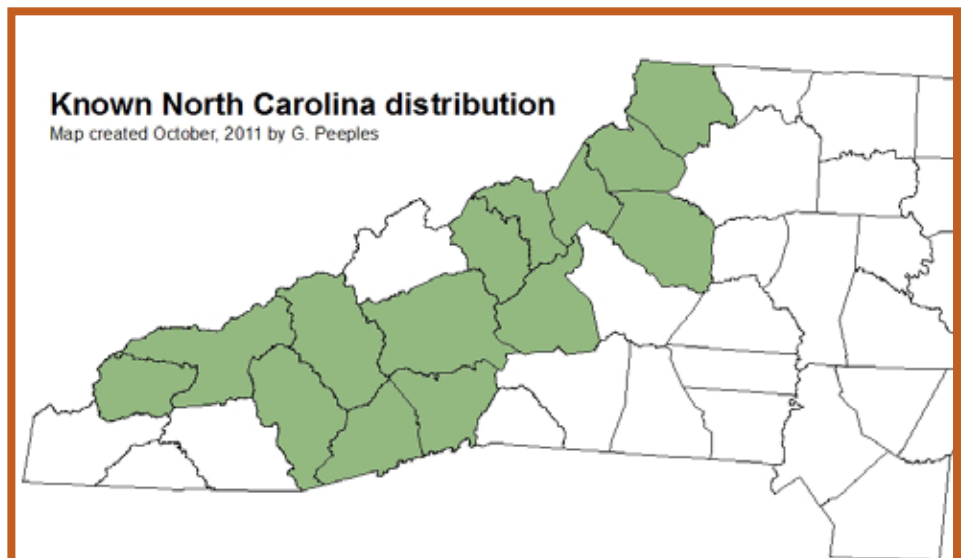 Known North Carolina distribution
Map created October, 2011 by G. Peeples